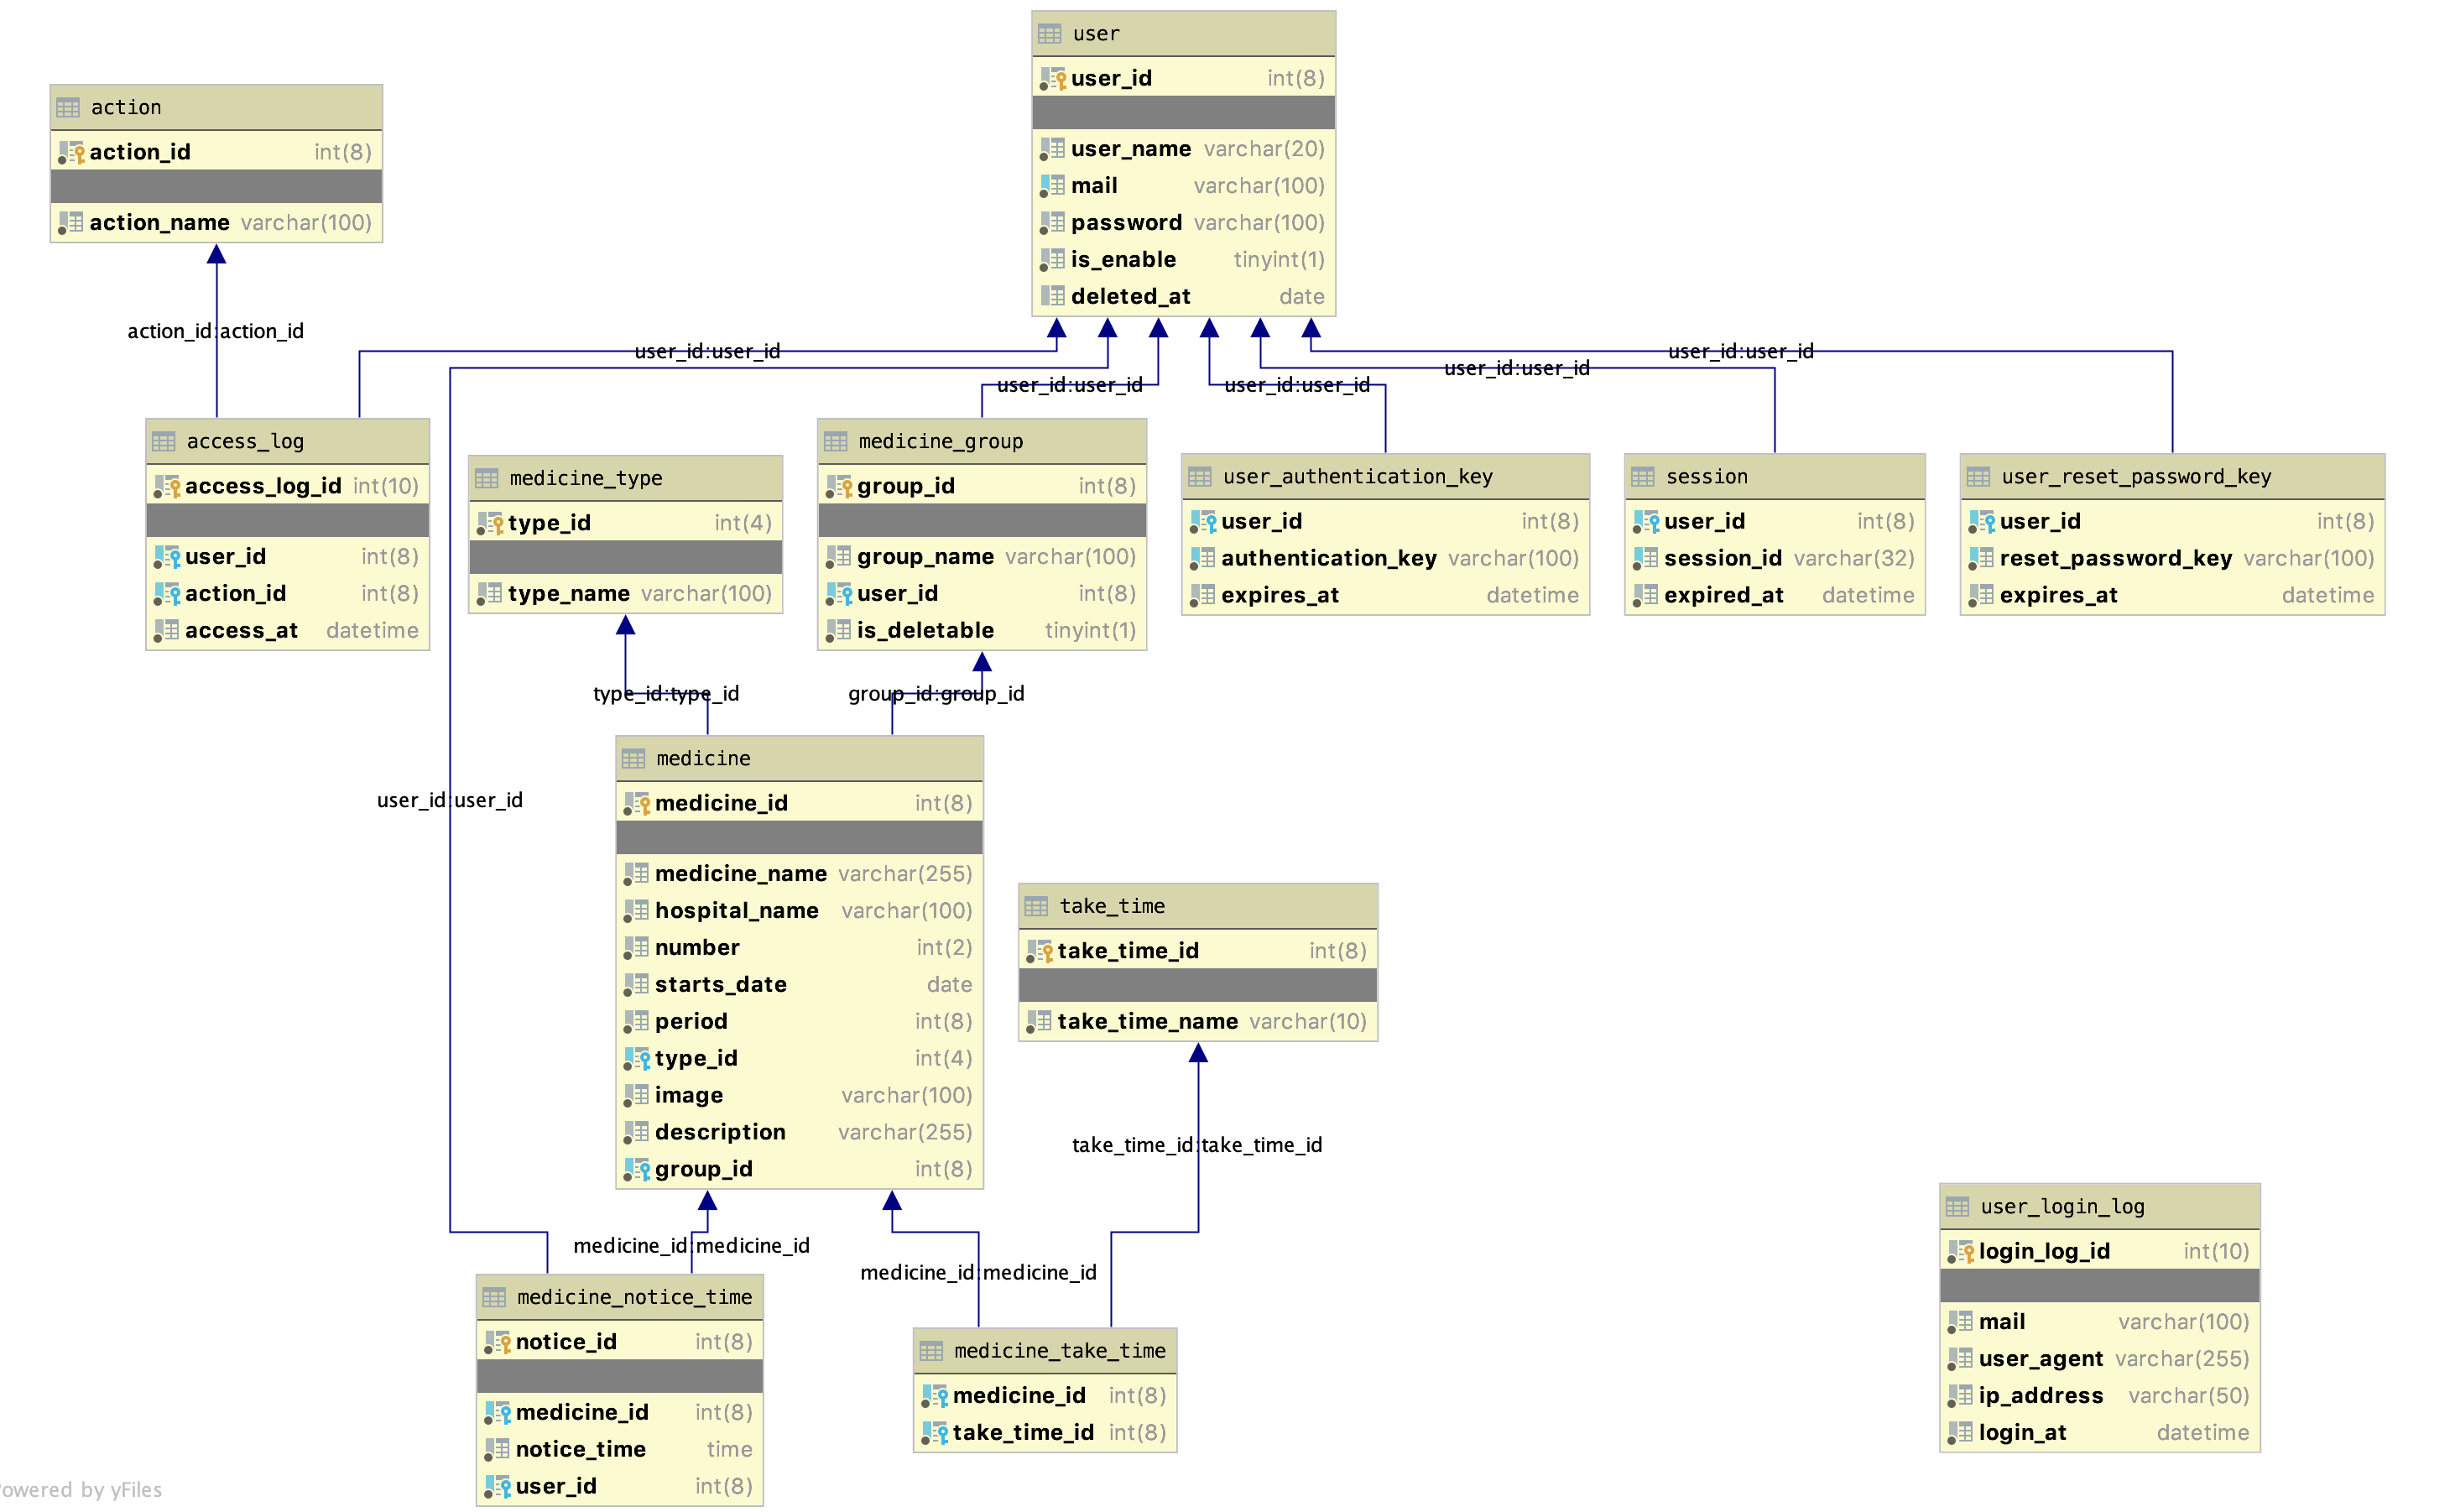 user
user_id int(8)
user_name varchar(20)
mail varchar(100)
password varchar(100)
is_enable tinyint(1)
deleted_at date
action
action_id int(8)
action_name varchar(100)
action_id:action_id
user_id:user_id
user_id:user_id
user_id:user_id
user_id:user_id
user_id:user_id
access_log
access_log_id int(10)
user_id int(8)
action_id int(8)
access_at datetime
medicine_type
type_id int(4)
type_name varchar(100)
medicine_group
group_id int(8)
group_name varchar(100)
user_id int(8)
is_deletable tinyint(1)
user_authentication_key
user_id int(8)
authentication_key varchar(100)
expires_at datetime
session
user_id int(8)
session_id varchar(32)
expired_at datetime
user_reset_password_key
user_id int(8)
reset_password_key varchar(100)
expires_at datetime
type_id:type_id
group_id:group_id
user_id:user_id
medicine
medicine_id int(8)
medicine_name varchar(255)
hospital_name varchar(100)
number int(2)
starts_date date
period int(8)
type_id int(4)
image varchar(100)
description varchar(255)
group_id int(8)
take_time
take_time_id int(8)
take_time_name varchar(10)
take_time_id:take_time_id
medicine_id:medicine_id
medicine_id:medicine_id
medicine_notice_time
notice_id int(8)
medicine_id int(8)
notice_time time
user_id int(8)
medicine_take_time
medicine_id int(8)
take_time_id int(8)
user_login_log
login_log_id int(10)
mail varchar(100)
user_agent varchar(255)
ip_address varchar(50)
login_at datetime
owered by yFiles